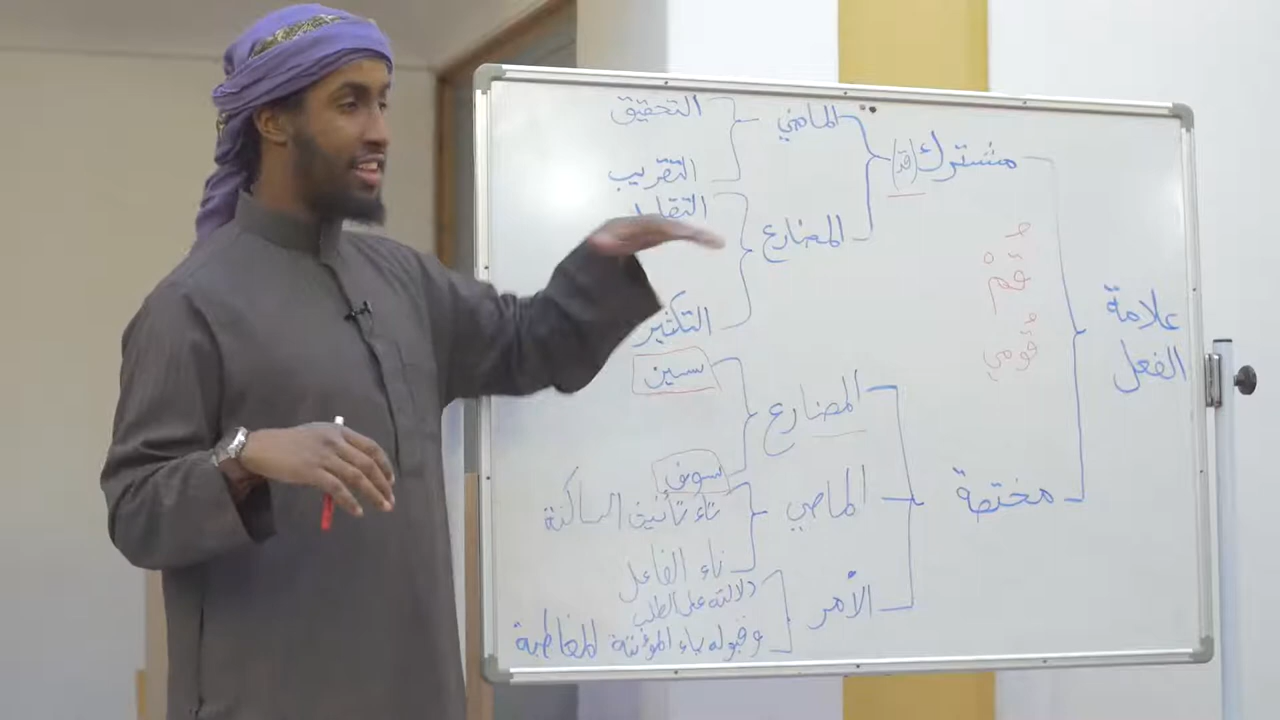 علامة
الفعل
مشترك (قد)
الماضي
التحقيق
التقريب
المضارع
التكثير
قم
قومي
مختصة
المضارع
سين
سوف
الماضي
تاء تأنيث الساكنة
تاء الفاعل
الأمر
دلالته على الطلب
وقبوله ياء المؤنثة المخاطبة